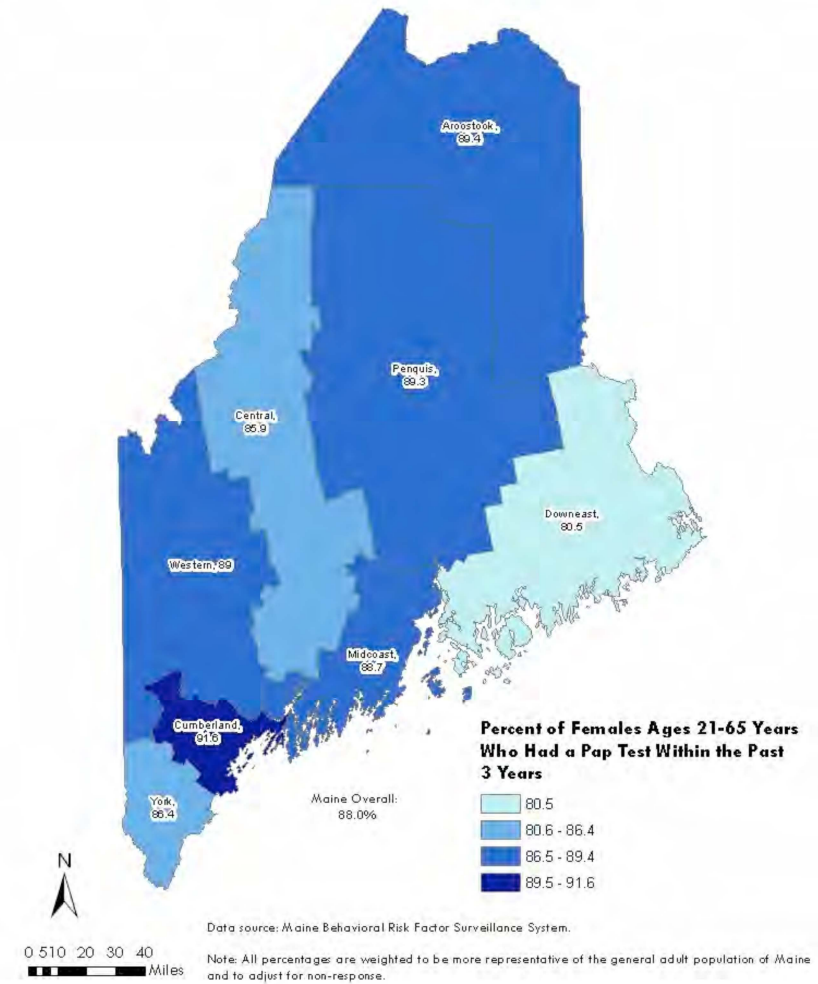 Aroostook,
89.4
Penquis,
89.3
Central,
85.9
Downeast,
80.5
Western, 89
Midcoast,
88.7
Cumberland,
91.6
York,
86.4
Maine Overall:
88.0%
Percent of Females Ages 21-65 Years
Who Had a Pap Test Within the Past
3 Years
80.5
80.6 - 86.4
86.5 - 89.4
89.5 - 91.6
N
0 510 20 30 40
Miles
Data source: Maine Behavioral Risk Factor Surveillance System.
Note: All percentages are weighted to be more representative of the general adult population of Maine
and to adjust for non-response.